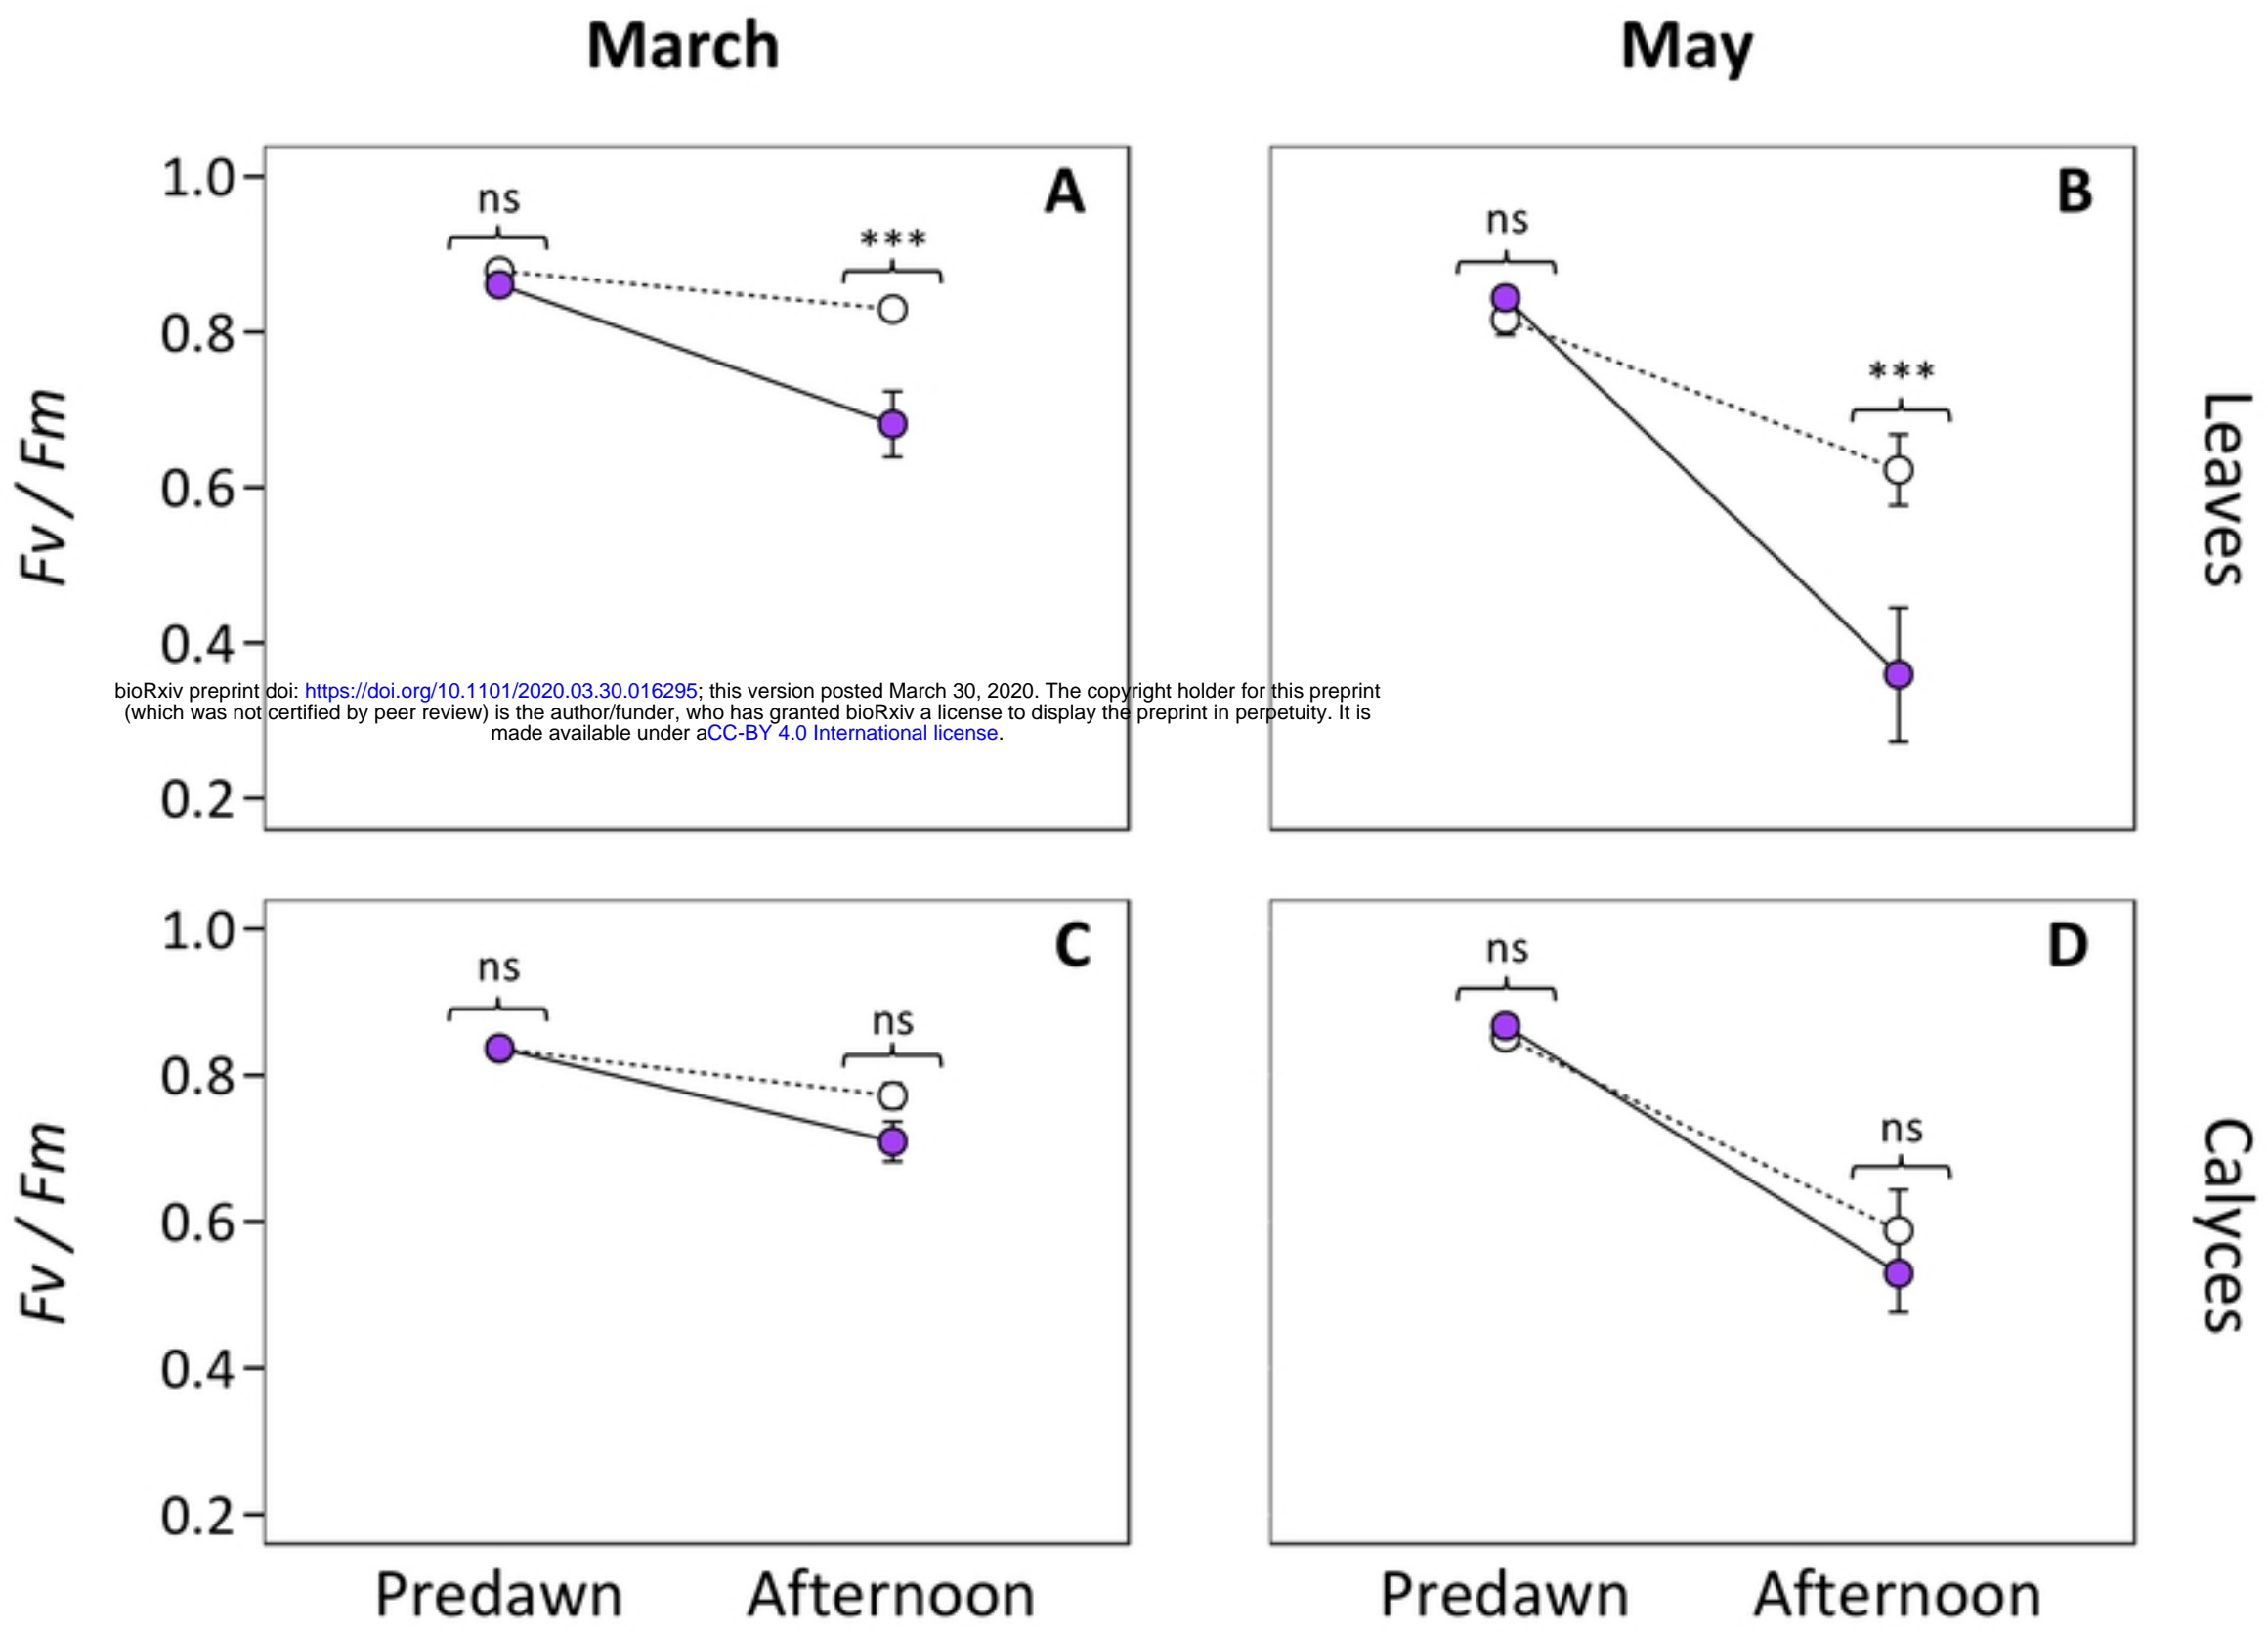 March
May
A
B
1.0
0.8
0.6
0.4
0.2
ns
***
ns
***
Fv / Fm
Leaves
bioRxiv preprint doi: https://doi.org/10.1101/2020.03.30.016295; this version posted March 30, 2020. The copyright holder for this preprint
(which was not certified by peer review) is the author/funder, who has granted bioRxiv a license to display the preprint in perpetuity. It is
made available under aCC-BY 4.0 International license.
C
D
1.0
0.8
0.6
0.4
0.2
ns
ns
ns
ns
Fv / Fm
Calyces
Predawn
Afternoon
Predawn
Afternoon